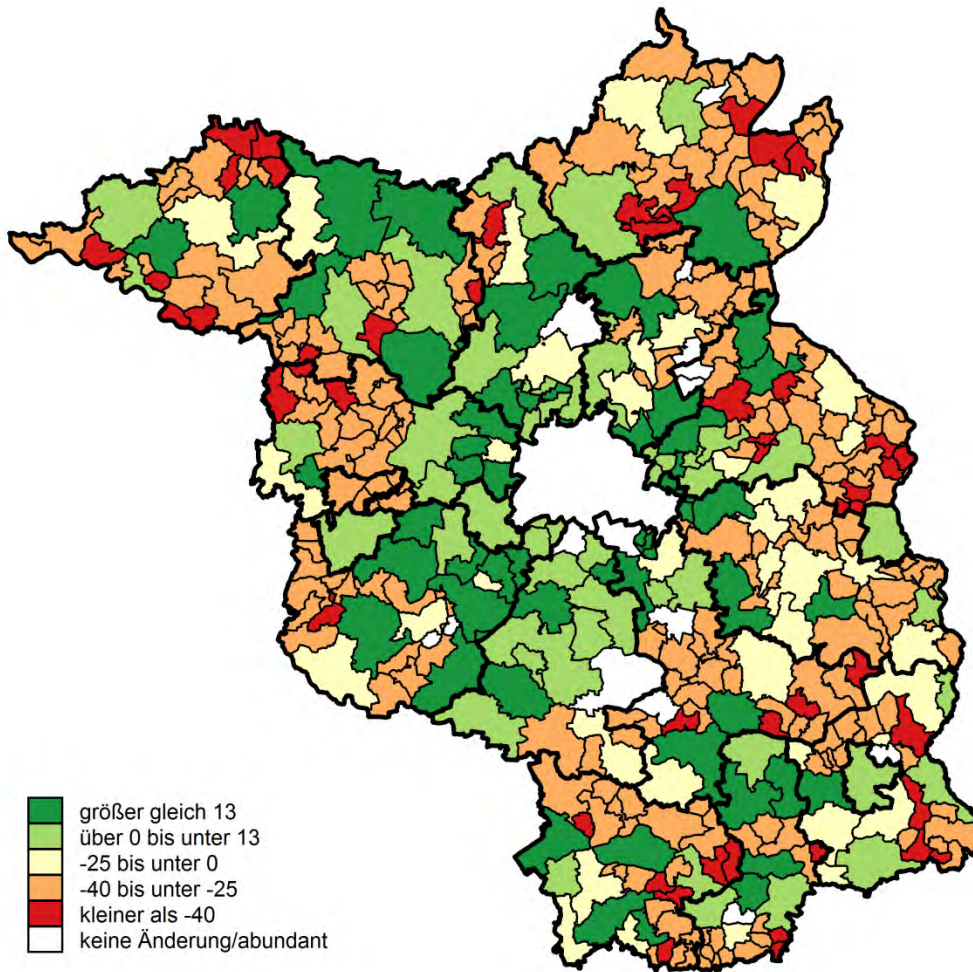 größer gleich 13
über 0 bis unter 13
-25 bis unter 0
-40 bis unter -25
kleiner als -40
keine Änderung/abundant